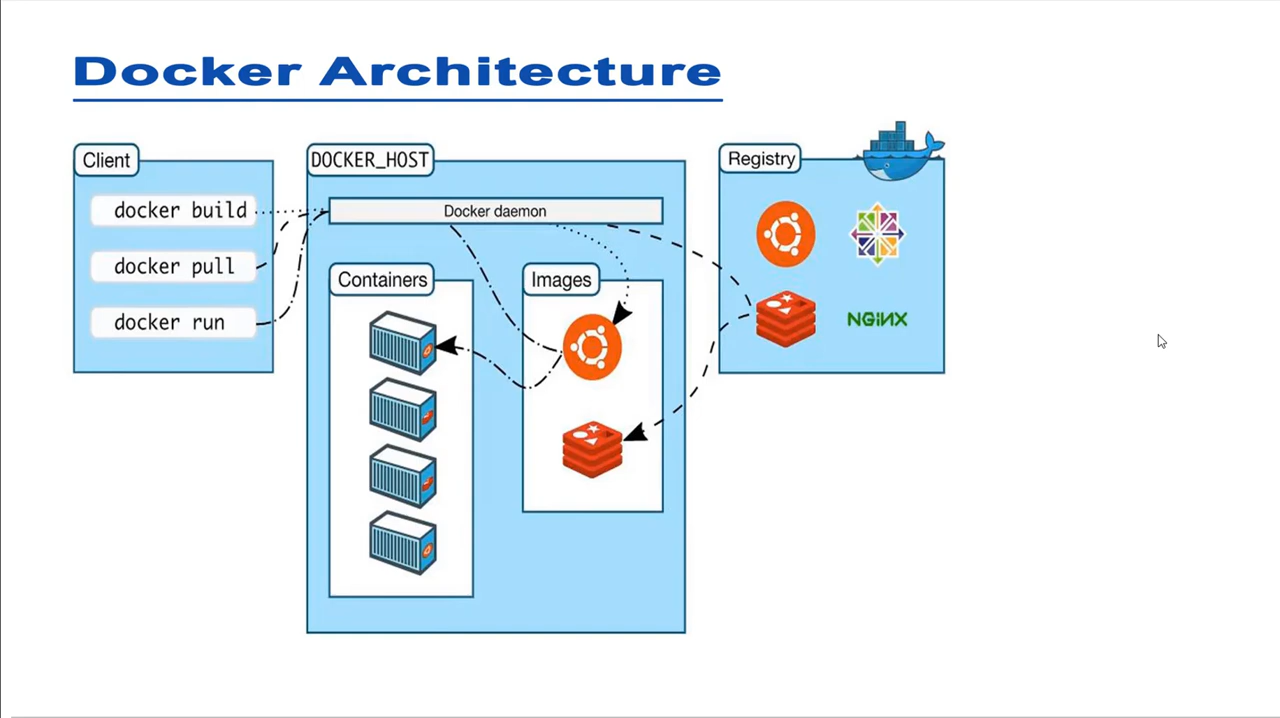 Docker Architecture
Client
docker build
docker pull
docker run
DOCKER_HOST
Docker daemon
Containers
Images
Registry
NGINX